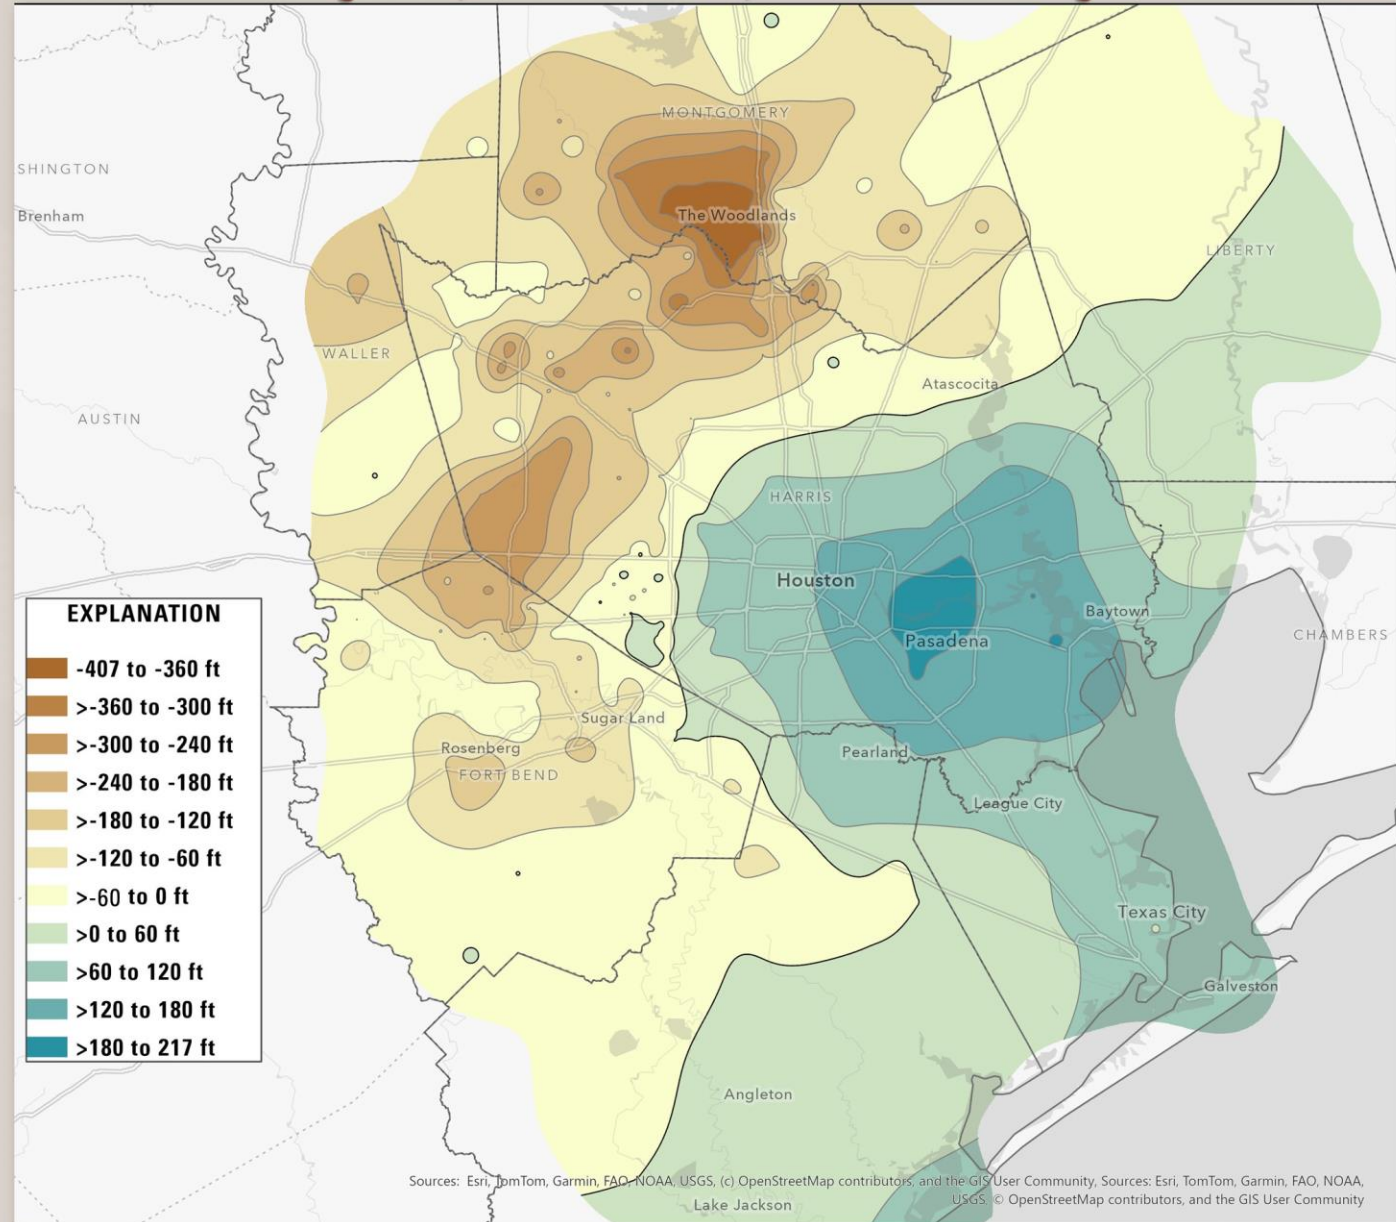 MONTGOMERY
SHINGTON
Brenham
The Woodlands
LIBERTY
WALLER
Atascocita
AUSTIN
HARRIS
Houston
Baytown
Pasadena
CHAMBERS
EXPLANATION
-407 to -360 ft
>-360 to -300 ft
>-300 to -240 ft
>-240 to -180 ft
>-180 to -120 ft
>-120 to -60 ft
>-60 to 0 ft
>0 to 60 ft
>60 to 120 ft
>120 to 180 ft
>180 to 217 ft
Sugar Land
Rosenberg
FORT BEND
Pearland
League City
Texas City
Galveston
Angleton
Sources: Esri, TomTom, Garmin, FAO, NOAA, USGS, (c) OpenStreetMap contributors, and the GIS User Community, Sources: Esri, TomTom, Garmin, FAO, NOAA,
USGS, © OpenStreetMap contributors, and the GIS User Community
Lake Jackson